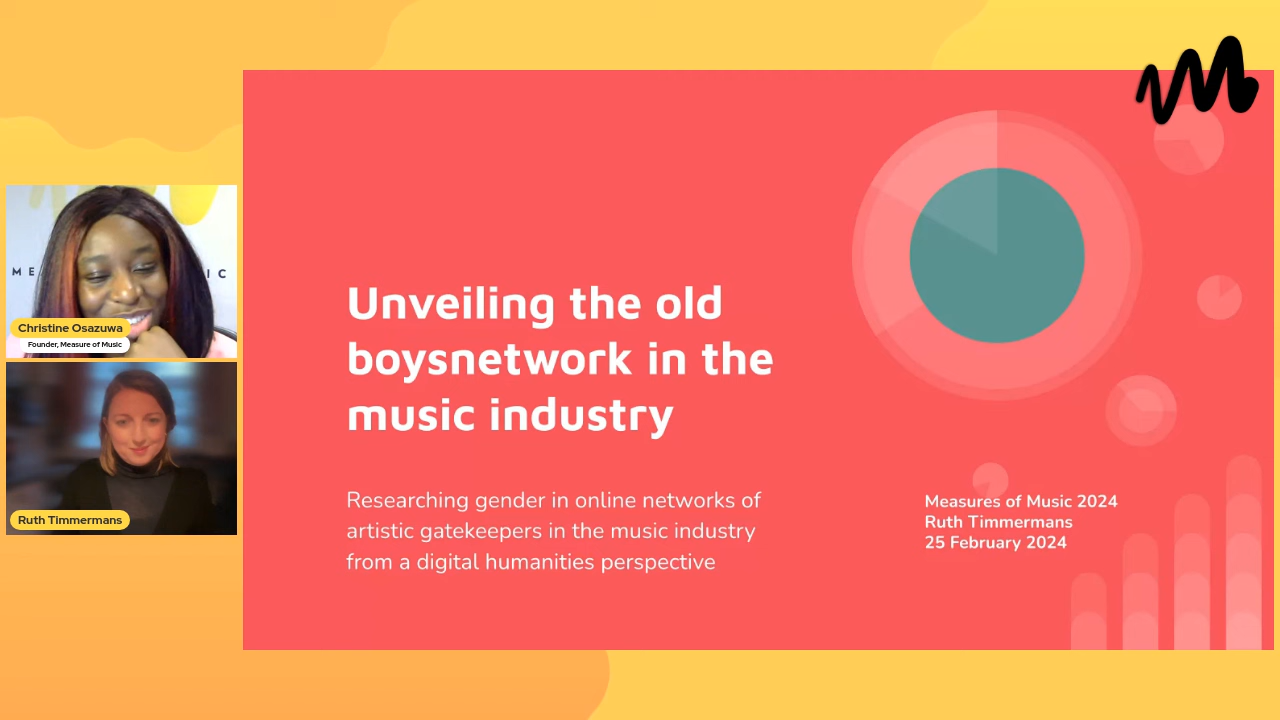 ME
IC
Christine Osazuwa
Founder, Measure of Music
Ruth Timmermans
Unveiling the old
boysnetwork in the
music industry
Researching gender in online networks of
artistic gatekeepers in the music industry
from a digital humanities perspective
Measures of Music 2024
Ruth Timmermans
25 February 2024